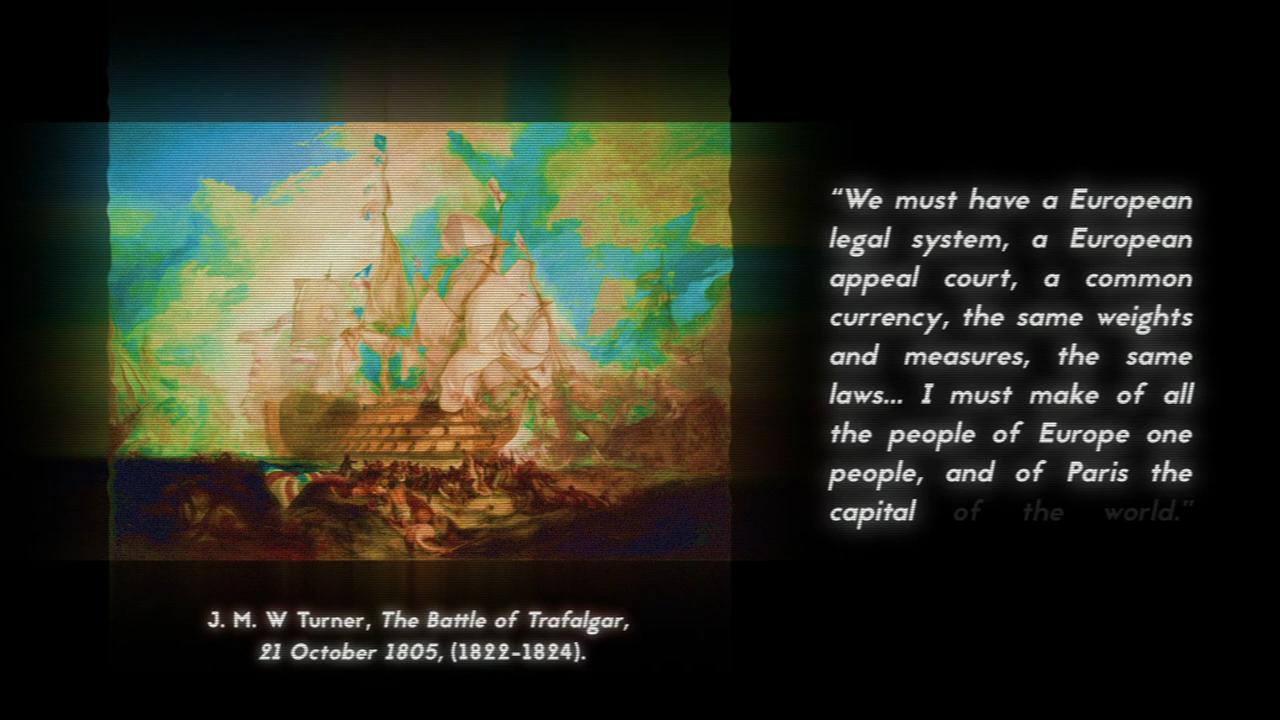 “We must have a European
legal system, a European
appeal court, a common
currency, the same weights
and measures, the same
laws... I must make of all
the people of Europe one
people, and of Paris the
capital of the world.”
J. M. W Turner, The Battle of Trafalgar,
21 October 1805, (1822-1824).